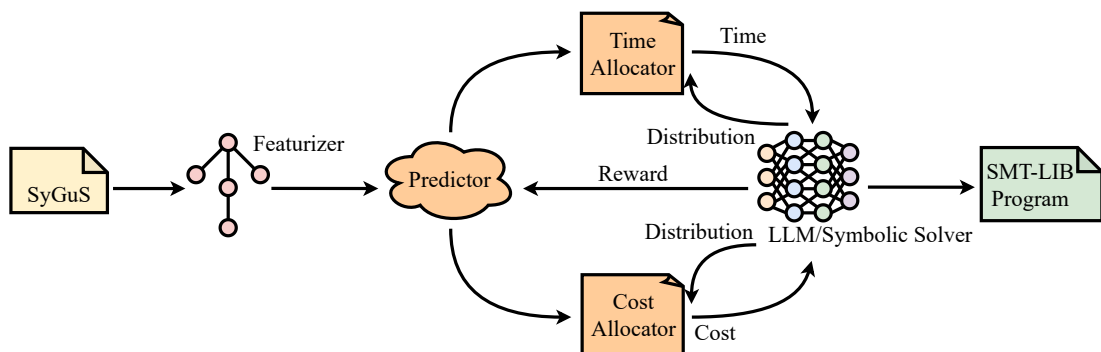 SyGuS
Featurizer
Predictor
Time
Allocator
Time
Distribution
Reward
Distribution
LLM/Symbolic Solver
Cost
Allocator
Cost
SMT-LIB
Program